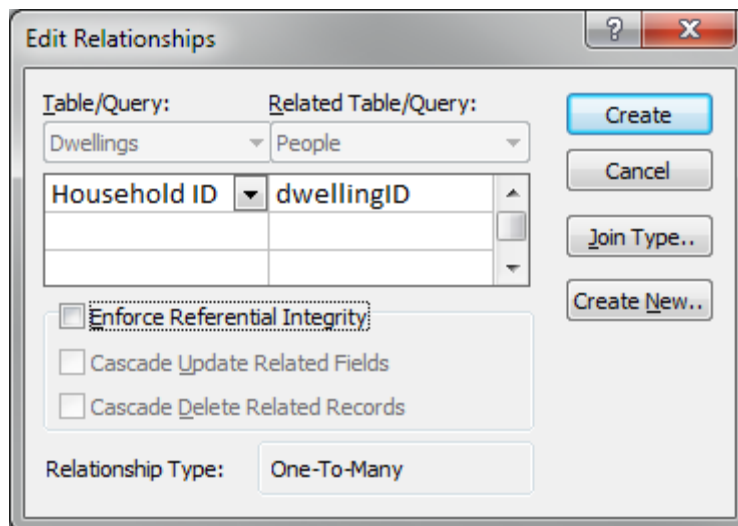 Edit Relationships
Table/Query: Related Table/Query:
Dwellings People
Household ID dwellingID
Enforce Referential Integrity
Cascade Update Related Fields
Cascade Delete Related Records
Relationship Type: One-To-Many
Create
Cancel
Join Type..
Create New..